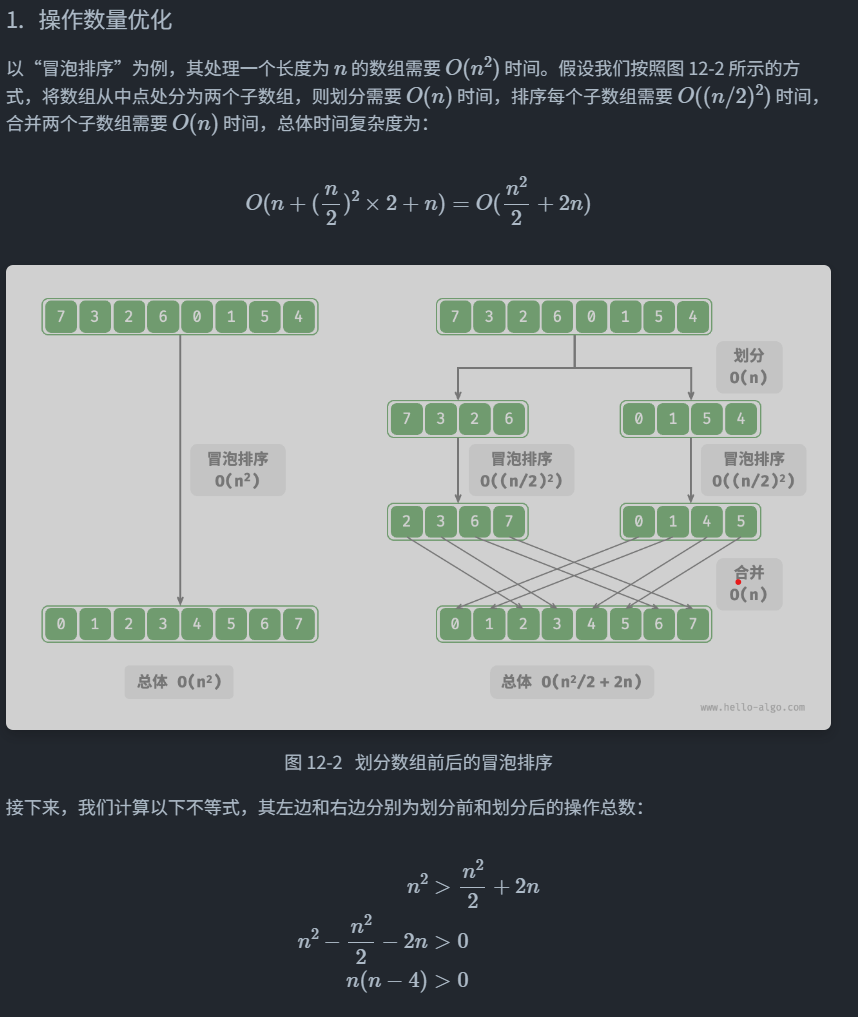 1. 操作数量优化
以“冒泡排序”为例，其处理一个长度为 n 的数组需要 O(n²) 时间。假设我们按照图 12-2 所示的方
式，将数组从中点处分为两个子数组，则划分需要 O(n) 时间，排序每个子数组需要 O((n/2)²) 时间，
合并两个子数组需要 O(n) 时间，总体时间复杂度为：
O(n + (n/2)² × 2 + n) = O(n²/2 + 2n)
7 3 2 6 0 1 5 4
冒泡排序
O(n²)
0 1 2 3 4 5 6 7
总体 O(n²)
7 3 2 6 0 1 5 4
划分
O(n)
7 3 2 6
0 1 5 4
冒泡排序
O((n/2)²)
冒泡排序
O((n/2)²)
2 3 6 7
0 1 4 5
合并
O(n)
0 1 2 3 4 5 6 7
总体 O(n²/2 + 2n)
www.hello-algo.com
图 12-2 划分数组前后的冒泡排序
接下来，我们计算以下不等式，其左边和右边分别为划分前和划分后的操作总数：
n² > n²/2 + 2n
n² − n²/2 − 2n > 0
n(n − 4) > 0